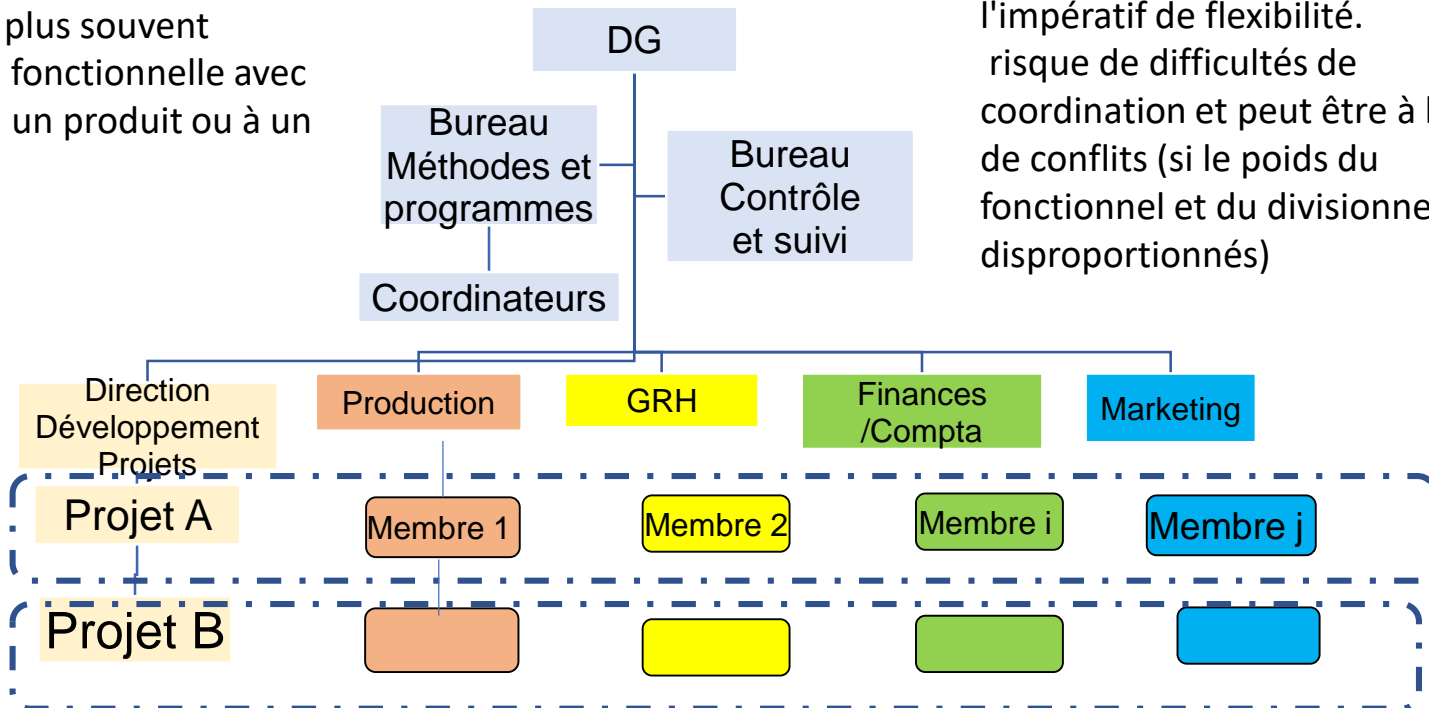 plus souvent
fonctionnelle avec
un produit ou à un
l'impératif de flexibilité.
risque de difficultés de
coordination et peut être à l
de conflits (si le poids du
fonctionnel et du divisionne
disproportionnés)
DG
Bureau
Méthodes et
programmes
Bureau
Contrôle
et suivi
Coordinateurs
Direction
Développement
Projets
Production
GRH
Finances
/Compta
Marketing
Projet A
Membre 1
Membre 2
Membre i
Membre j
Projet B